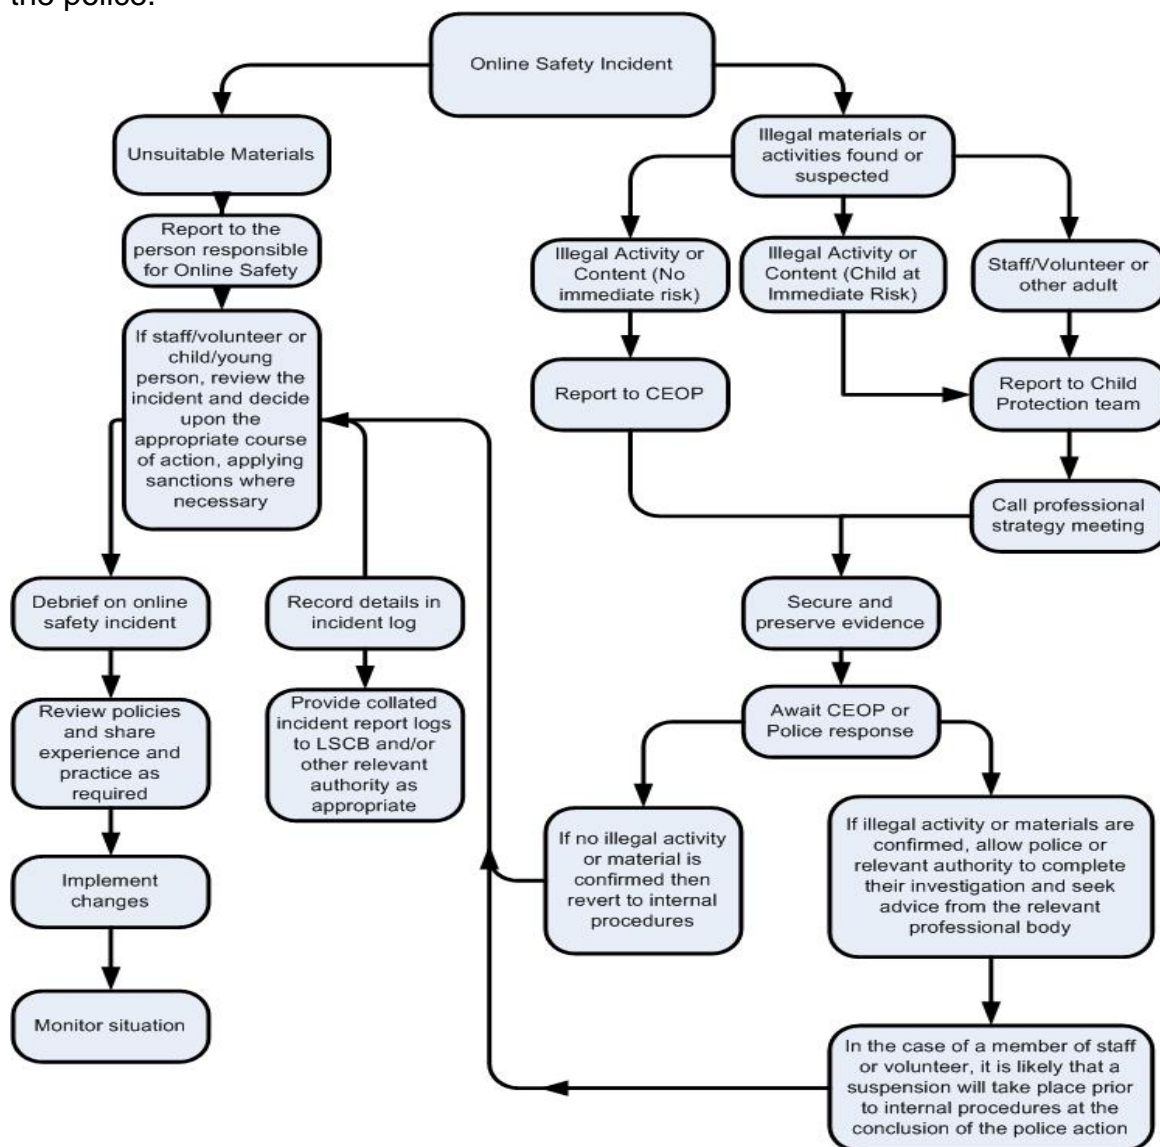 the police.
Online Safety Incident
Unsuitable Materials
Report to the
person responsible
for Online Safety
If staff/volunteer or
child/young
person, review the
incident and decide
upon the
appropriate course
of action, applying
sanctions where
necessary
Debrief on online
safety incident
Review policies
and share
experience and
practice as
required
Implement
changes
Monitor situation
Record details in
incident log
Provide collated
incident report logs
to LSCB and/or
other relevant
authority as
appropriate
Illegal materials or
activities found or
suspected
Illegal Activity or
Content (No
immediate risk)
Illegal Activity or
Content (Child at
Immediate Risk)
Staff/Volunteer or
other adult
Report to CEOP
Report to Child
Protection team
Call professional
strategy meeting
Secure and
preserve evidence
Await CEOP or
Police response
If no illegal activity
or material is
confirmed then
revert to internal
procedures
If illegal activity or materials are
confirmed, allow police or
relevant authority to complete
their investigation and seek
advice from the relevant
professional body
In the case of a member of staff
or volunteer, it is likely that a
suspension will take place prior
to internal procedures at the
conclusion of the police action